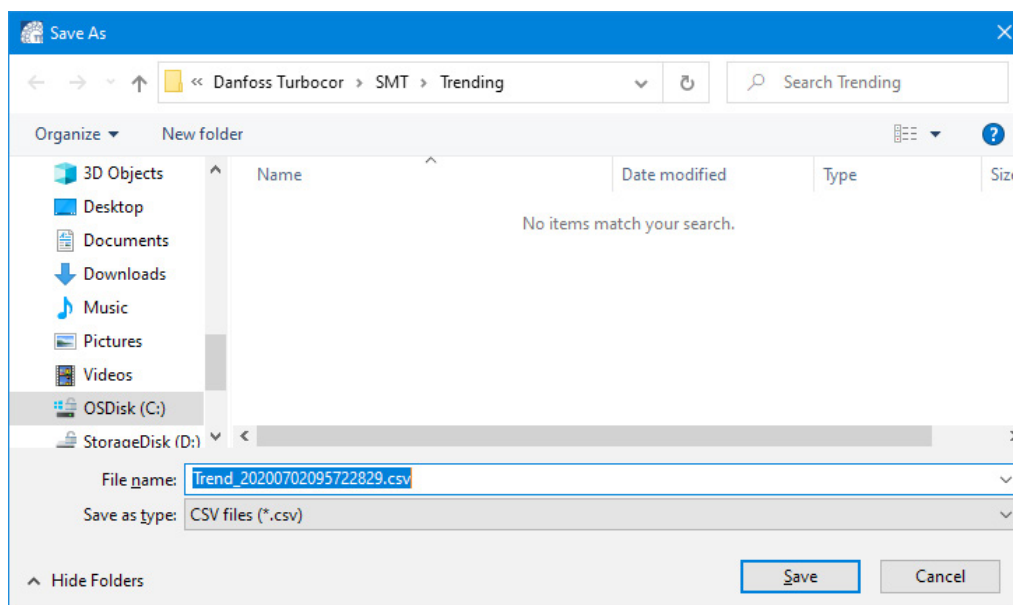 Save As
« Danfoss Turbocor › SMT › Trending
Search Trending
Organize
New folder
Name
Date modified
Type
Size
No items match your search.
3D Objects
Desktop
Documents
Downloads
Music
Pictures
Videos
OSDisk (C:)
StorageDisk (D:)
File name: Trend_20200702095722829.csv
Save as type: CSV files (*.csv)
Hide Folders
Save
Cancel